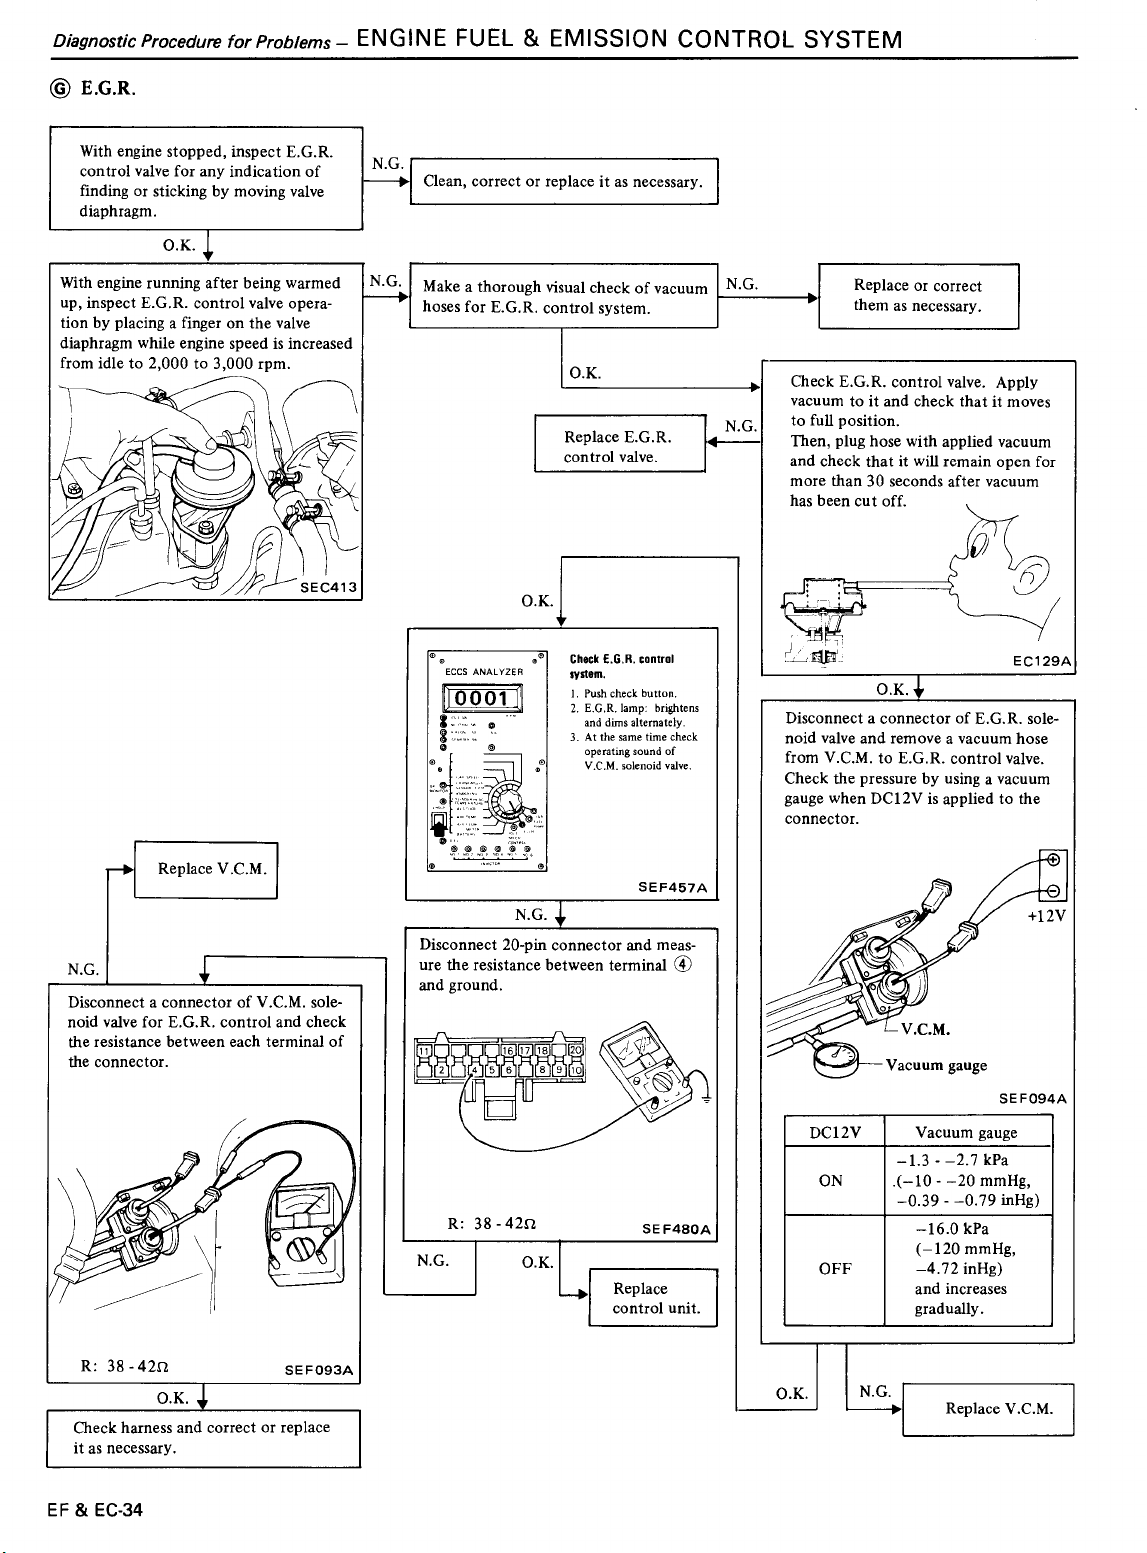 Diagnostic Procedure for Problems – ENGINE FUEL & EMISSION CONTROL SYSTEM
Ⓖ E.G.R.
With engine stopped, inspect E.G.R.
control valve for any indication of
finding or sticking by moving valve
diaphragm.
N.G.
Clean, correct or replace it as necessary.
O.K.
With engine running after being warmed
up, inspect E.G.R. control valve opera-
tion by placing a finger on the valve
diaphragm while engine speed is increased
from idle to 2,000 to 3,000 rpm.
SEC413
N.G.
Make a thorough visual check of vacuum
hoses for E.G.R. control system.
N.G.
Replace or correct
them as necessary.
O.K.
Check E.G.R. control valve. Apply
vacuum to it and check that it moves
to full position.
Then, plug hose with applied vacuum
and check that it will remain open for
more than 30 seconds after vacuum
has been cut off.
EC129A
N.G.
Replace E.G.R.
control valve.
O.K.
Disconnect a connector of E.G.R. sole-
noid valve and remove a vacuum hose
from V.C.M. to E.G.R. control valve.
Check the pressure by using a vacuum
gauge when DC12V is applied to the
connector.
+
−
+12V
V.C.M.
Vacuum gauge
SEF094A
DC12V Vacuum gauge
ON
–1.3 - –2.7 kPa
.(–10 - –20 mmHg,
–0.39 - –0.79 inHg)
OFF
–16.0 kPa
(–120 mmHg,
–4.72 inHg)
and increases
gradually.
N.G.
Replace V.C.M.
O.K.
O.K.
ECCS ANALYZER
0001
Check E.G.R. control
system.
1. Push check button.
2. E.G.R. lamp: brightens
and dims alternately.
3. At the same time check
operating sound of
V.C.M. solenoid valve.
SEF457A
N.G.
Disconnect 20-pin connector and meas-
ure the resistance between terminal ④
and ground.
11 16 17 18 20
2 4 5 6 8 9 10
R: 38 - 42Ω
SEF480A
N.G.
O.K.
Replace
control unit.
Replace V.C.M.
N.G.
Disconnect a connector of V.C.M. sole-
noid valve for E.G.R. control and check
the resistance between each terminal of
the connector.
R: 38 - 42Ω
SEF093A
O.K.
Check harness and correct or replace
it as necessary.
EF & EC-34